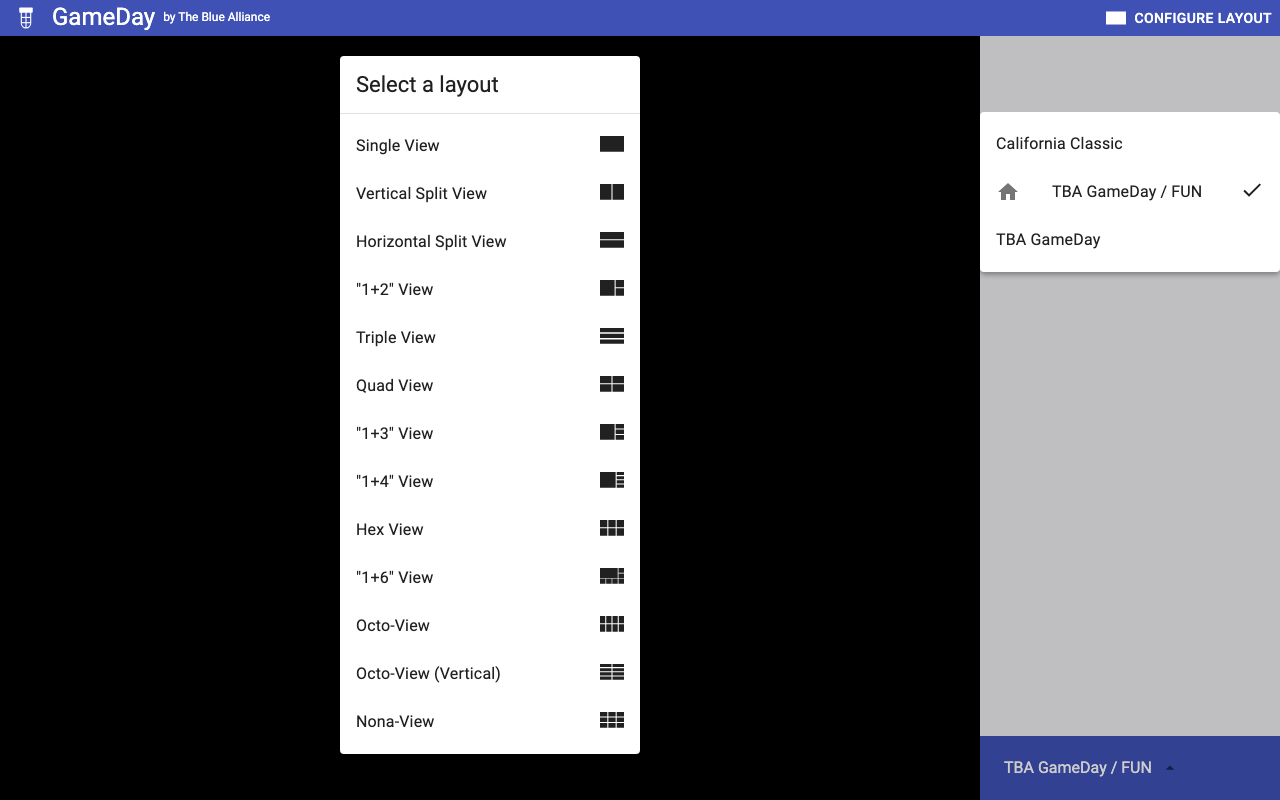 GameDay by The Blue Alliance
CONFIGURE LAYOUT
Select a layout
Single View
Vertical Split View
Horizontal Split View
"1+2" View
Triple View
Quad View
"1+3" View
"1+4" View
Hex View
"1+6" View
Octo-View
Octo-View (Vertical)
Nona-View
California Classic
TBA GameDay / FUN
TBA GameDay
TBA GameDay / FUN